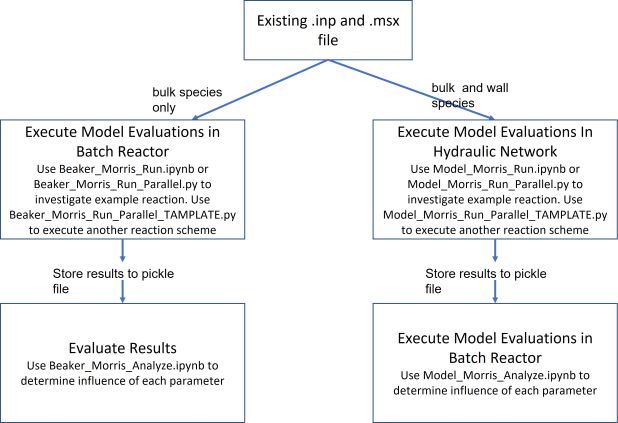 Existing .inp and .msx
file
bulk species
only
bulk  and wall
species
Execute Model Evaluations in
Batch Reactor
Use Beaker_Morris_Run.ipynb or
Beaker_Morris_Run_Parallel.py to
investigate example reaction. Use
Beaker_Morris_Run_Parallel_TAMPLATE.py
to execute another reaction scheme
Execute Model Evaluations In
Hydraulic Network
Use Model_Morris_Run.ipynb or
Model_Morris_Run_Parallel.py to
investigate example reaction. Use
Model_Morris_Run_Parallel_TAMPLATE.py
to execute another reaction scheme
Store results to pickle
file
Store results to pickle
file
Evaluate Results
Use Beaker_Morris_Analyze.ipynb to
determine influence of each parameter
Execute Model Evaluations in
Batch Reactor
Use Model_Morris_Analyze.ipynb to
determine influence of each parameter